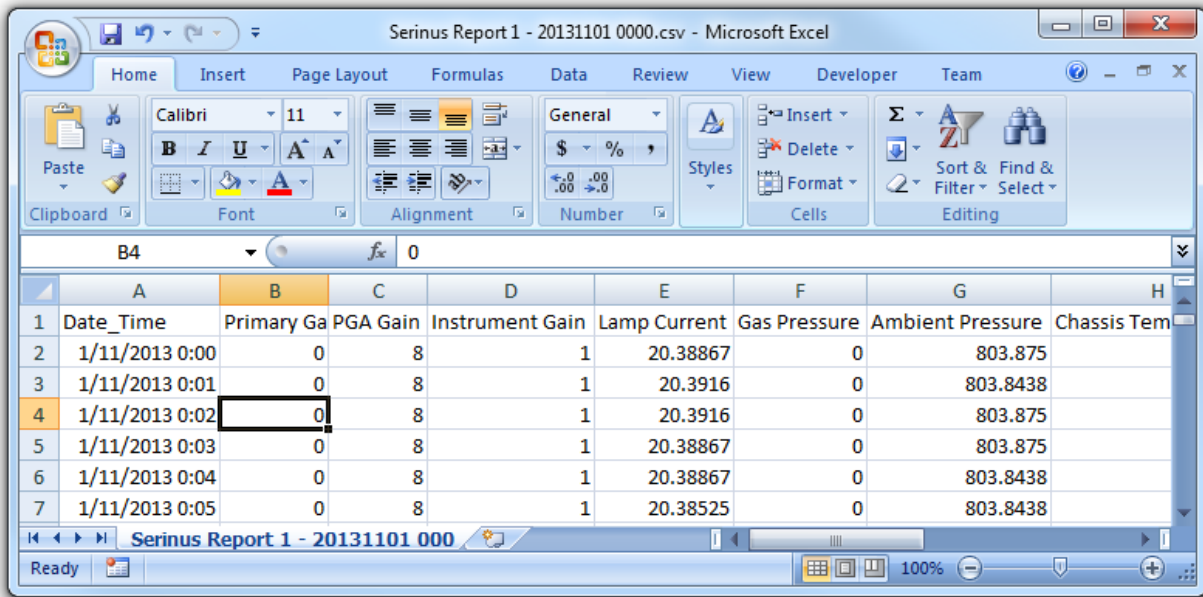 Serinus Report 1 - 20131101 0000.csv - Microsoft Excel
Home Insert Page Layout Formulas Data Review View Developer Team
Paste
Clipboard
Calibri 11
B I U A A
Font
Alignment
General
$ % ,
.00 .00
Number
Styles
Insert
Delete
Format
Cells
Σ
Sort & Filter
Find & Select
Editing
B4 fx 0
A B C D E F G H
1 Date_Time Primary Ga PGA Gain Instrument Gain Lamp Current Gas Pressure Ambient Pressure Chassis Tem
2 1/11/2013 0:00 0 8 1 20.38867 0 803.875
3 1/11/2013 0:01 0 8 1 20.3916 0 803.8438
4 1/11/2013 0:02 0 8 1 20.3916 0 803.875
5 1/11/2013 0:03 0 8 1 20.38867 0 803.875
6 1/11/2013 0:04 0 8 1 20.38867 0 803.8438
7 1/11/2013 0:05 0 8 1 20.38525 0 803.8438
Serinus Report 1 - 20131101 000
Ready 100%